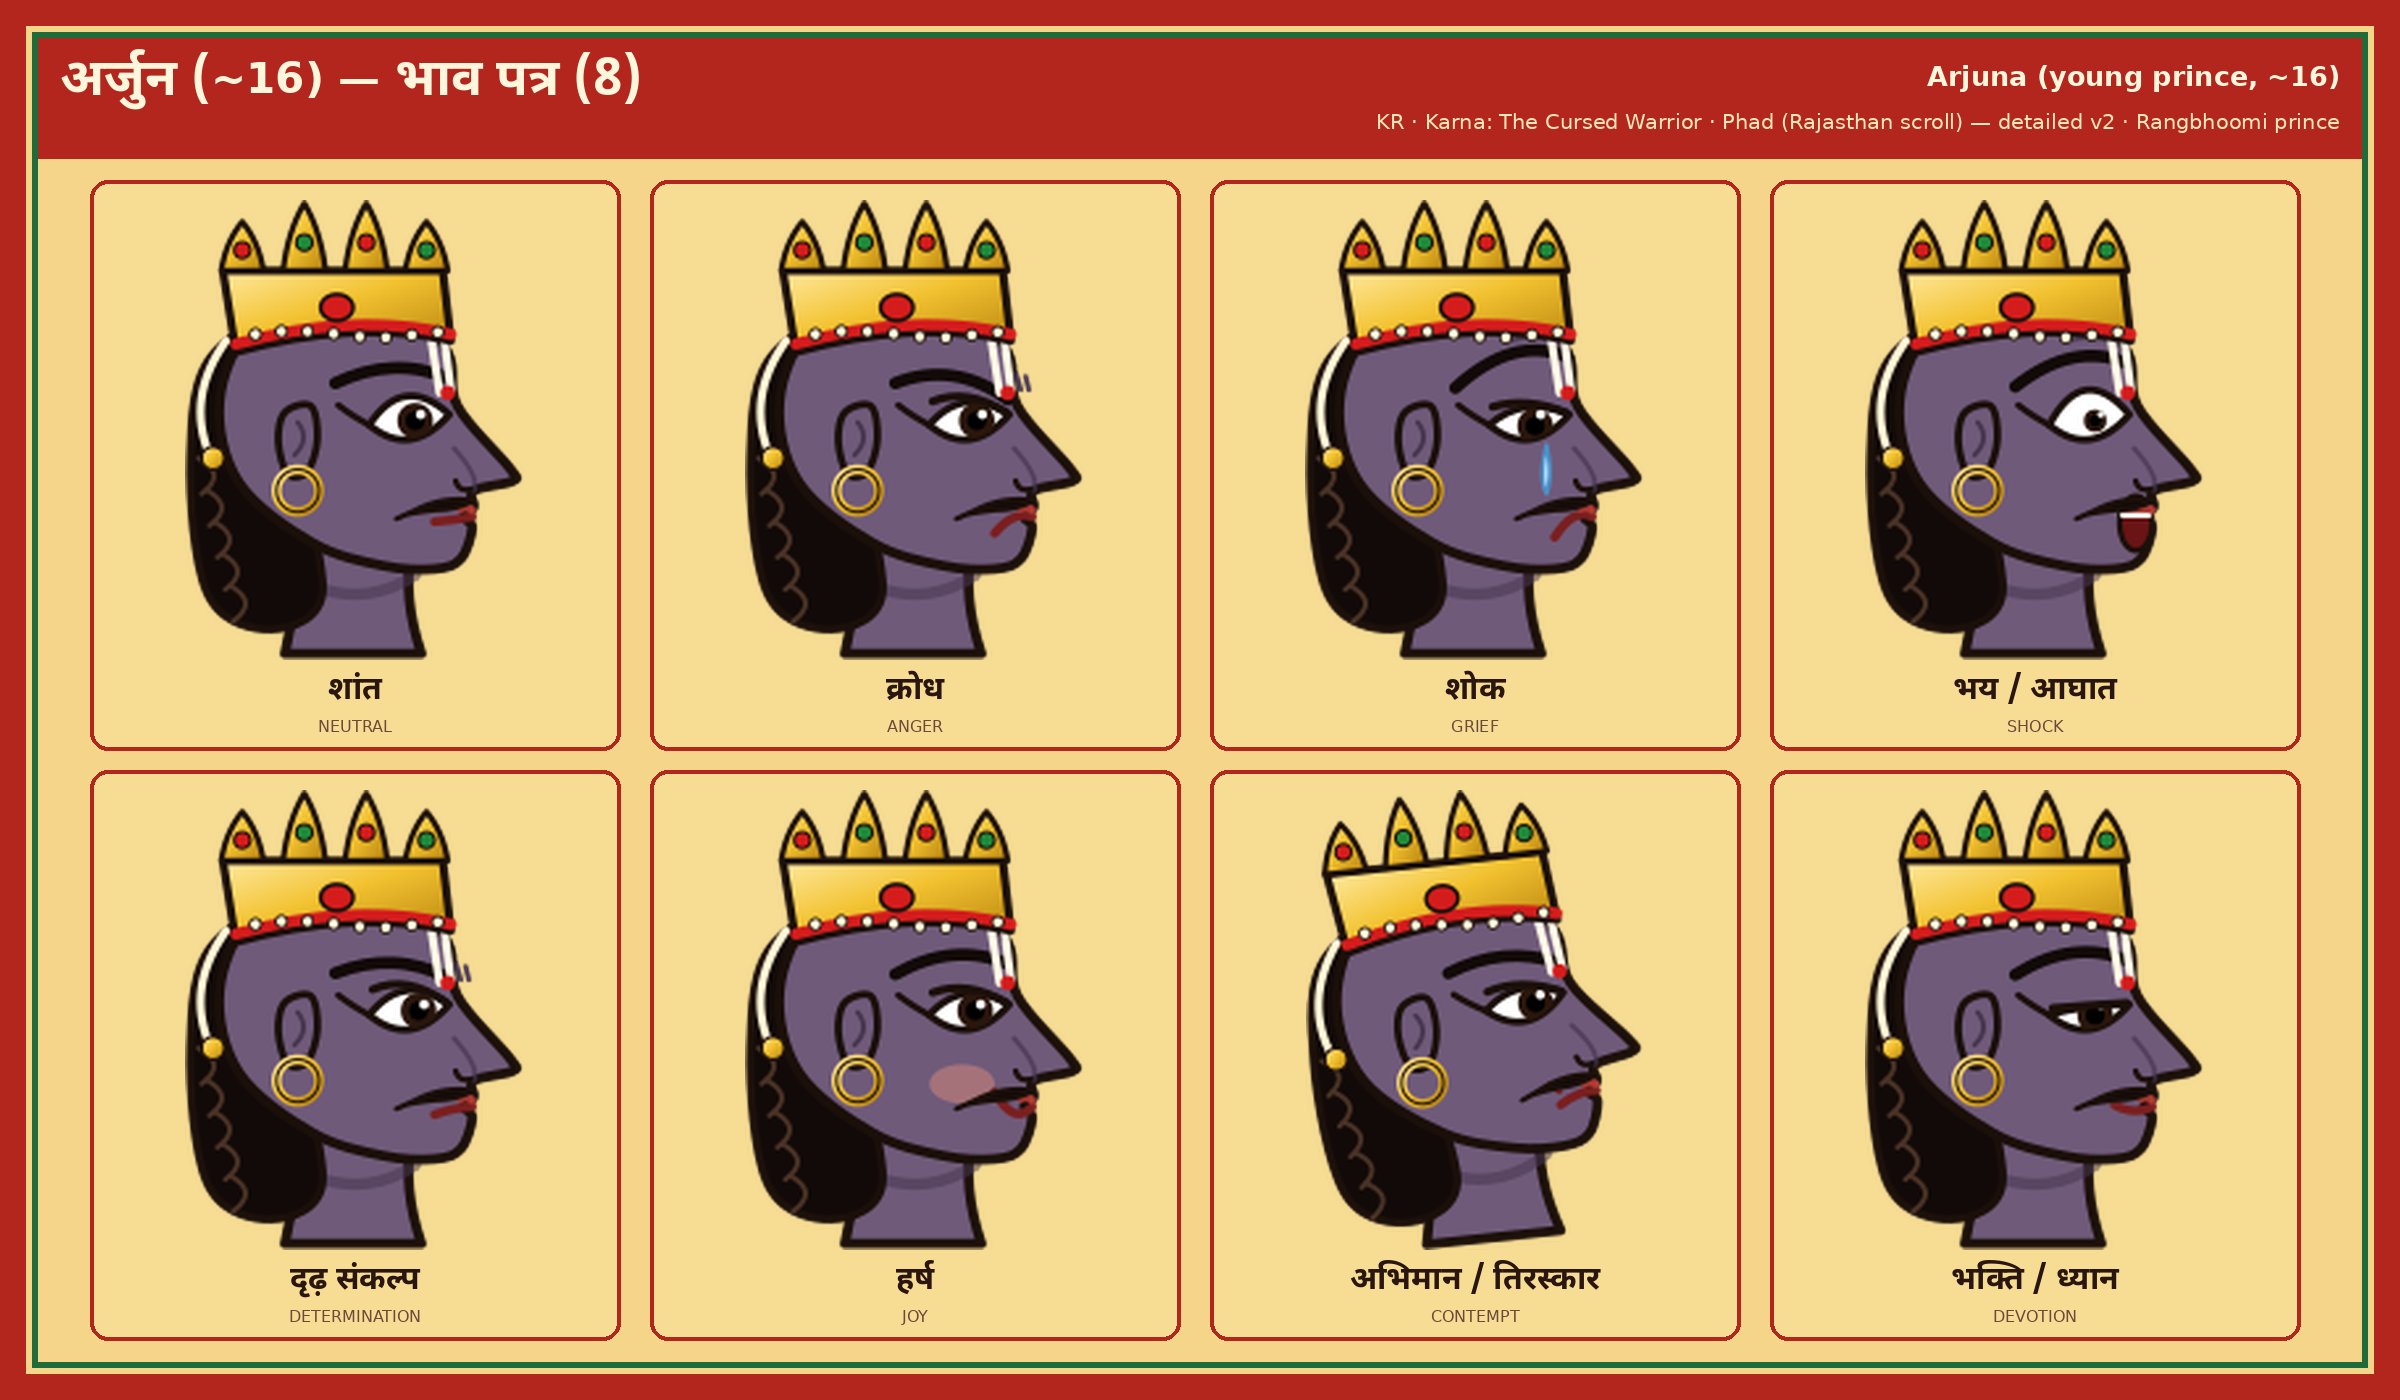 अर्जुन (~16) — भाव पत्र (8)
Arjuna (young prince, ~16)
KR · Karna: The Cursed Warrior · Phad (Rajasthan scroll) — detailed v2 · Rangbhoomi prince
शांत
NEUTRAL
क्रोध
ANGER
शोक
GRIEF
भय / आघात
SHOCK
दृढ़ संकल्प
DETERMINATION
हर्ष
JOY
अभिमान / तिरस्कार
CONTEMPT
भक्ति / ध्यान
DEVOTION